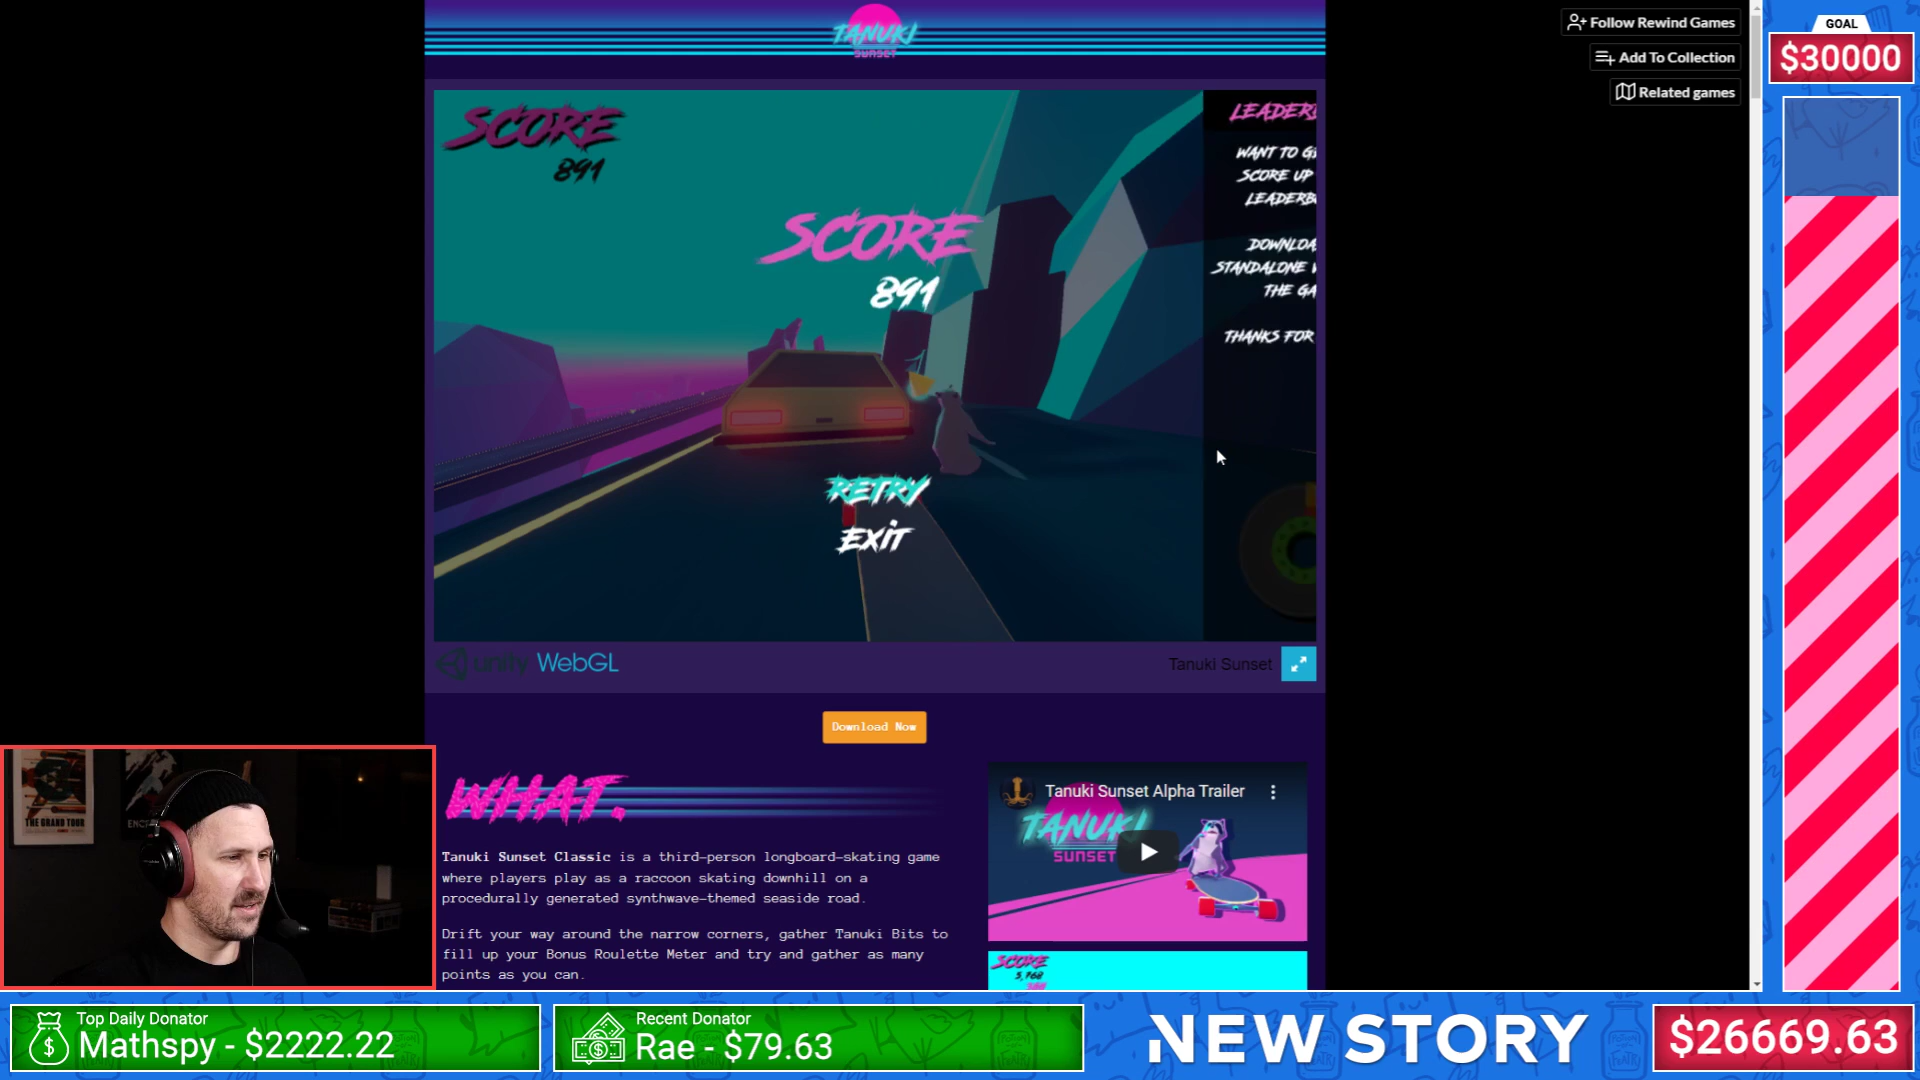 TANUKI
SUNSET
Follow Rewind Games
Add To Collection
Related games
GOAL
$30000
SCORE
891
SCORE
891
RETRY
EXIT
LEADER
WANT TO G
SCORE UP
LEADERB
DOWNLOA
STANDALONE
THE GA
THANKS FOR
unity WebGL
Tanuki Sunset
Download Now
WHAT.
Tanuki Sunset Classic is a third-person longboard-skating game
where players play as a raccoon skating downhill on a
procedurally generated synthwave-themed seaside road.
Drift your way around the narrow corners, gather Tanuki Bits to
fill up your Bonus Roulette Meter and try and gather as many
points as you can.
Tanuki Sunset Alpha Trailer
TANUKI
SUNSET
SCORE
5,768
THE GRAND TOUR
ENC
Top Daily Donator
Mathspy - $2222.22
Recent Donator
Rae - $79.63
NEW STORY
$26669.63